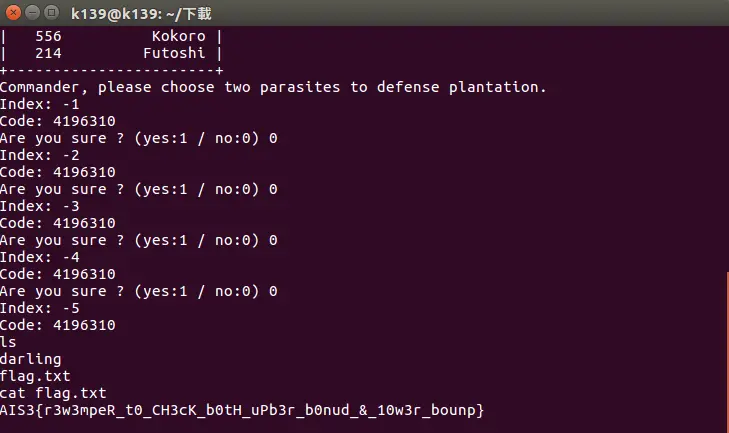 k139@k139: ~/下載
|   556          Kokoro |
|   214         Futoshi |
+-----------------------+
Commander, please choose two parasites to defense plantation.
Index: -1
Code: 4196310
Are you sure ? (yes:1 / no:0) 0
Index: -2
Code: 4196310
Are you sure ? (yes:1 / no:0) 0
Index: -3
Code: 4196310
Are you sure ? (yes:1 / no:0) 0
Index: -4
Code: 4196310
Are you sure ? (yes:1 / no:0) 0
Index: -5
Code: 4196310
ls
darling
flag.txt
cat flag.txt
AIS3{r3w3mpeR_t0_CH3cK_b0tH_uPb3r_b0nud_&_10w3r_bounp}